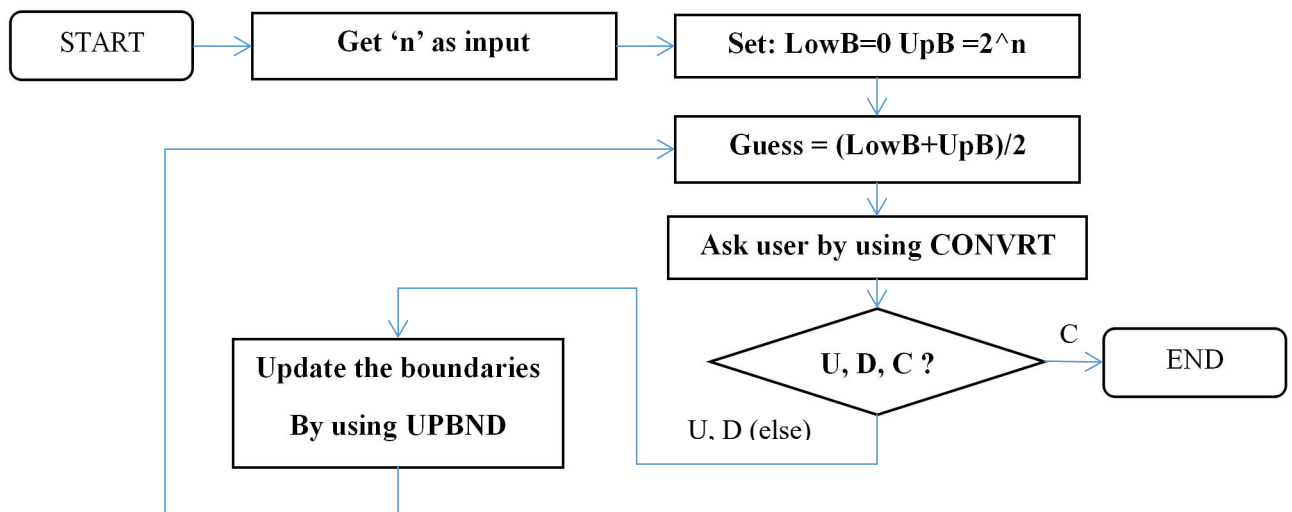 START
Get ‘n’ as input
Set: LowB=0 UpB =2^n
Guess = (LowB+UpB)/2
Ask user by using CONVRT
U, D, C ?
C
END
U, D (else)
Update the boundaries
By using UPBND